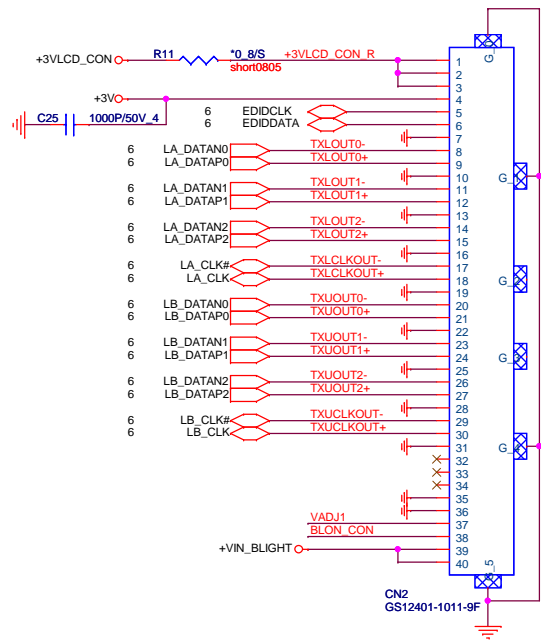 R11 *0_8/S +3VLCD_CON_R
+3VLCD_CON
short0805
1
2
3
+3V 4
C25 1000P/50V_4
6 EDIDCLK 5
6 EDIDDATA 6
7
6 LA_DATAN0 TXLOUT0- 8
6 LA_DATAP0 TXLOUT0+ 9
10
6 LA_DATAN1 TXLOUT1- 11
6 LA_DATAP1 TXLOUT1+ 12
13
6 LA_DATAN2 TXLOUT2- 14
6 LA_DATAP2 TXLOUT2+ 15
16
6 LA_CLK# TXLCLKOUT- 17
6 LA_CLK TXLCLKOUT+ 18
19
6 LB_DATAN0 TXUOUT0- 20
6 LB_DATAP0 TXUOUT0+ 21
22
6 LB_DATAN1 TXUOUT1- 23
6 LB_DATAP1 TXUOUT1+ 24
25
6 LB_DATAN2 TXUOUT2- 26
6 LB_DATAP2 TXUOUT2+ 27
28
6 LB_CLK# TXUCLKOUT- 29
6 LB_CLK TXUCLKOUT+ 30
31
32
33
34
35
36
VADJ1 37
BLON_CON 38
+VIN_BLIGHT 39
40
CN2
GS12401-1011-9F